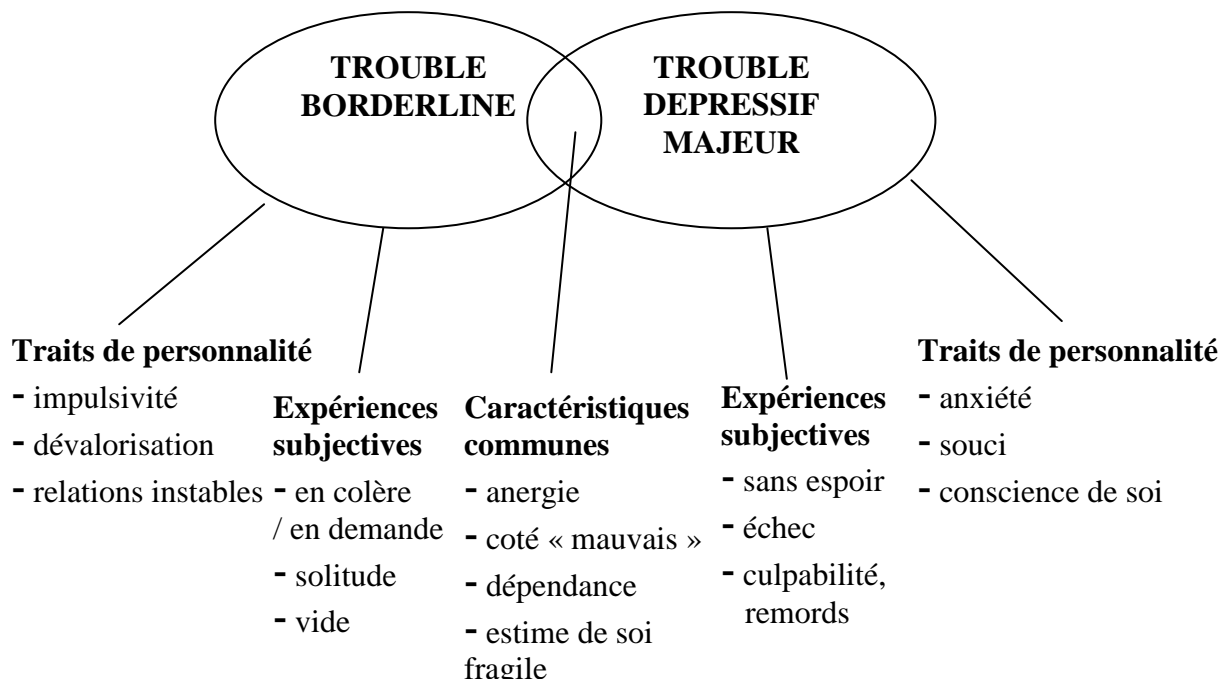 TROUBLE
BORDERLINE
TROUBLE
DEPRESSIF
MAJEUR
Traits de personnalité
- impulsivité
- dévalorisation
- relations instables
Expériences
subjectives
- en colère
/ en demande
- solitude
- vide
Caractéristiques
communes
- anergie
- coté « mauvais »
- dépendance
- estime de soi
fragile
Expériences
subjectives
- sans espoir
- échec
- culpabilité,
remords
Traits de personnalité
- anxiété
- souci
- conscience de soi